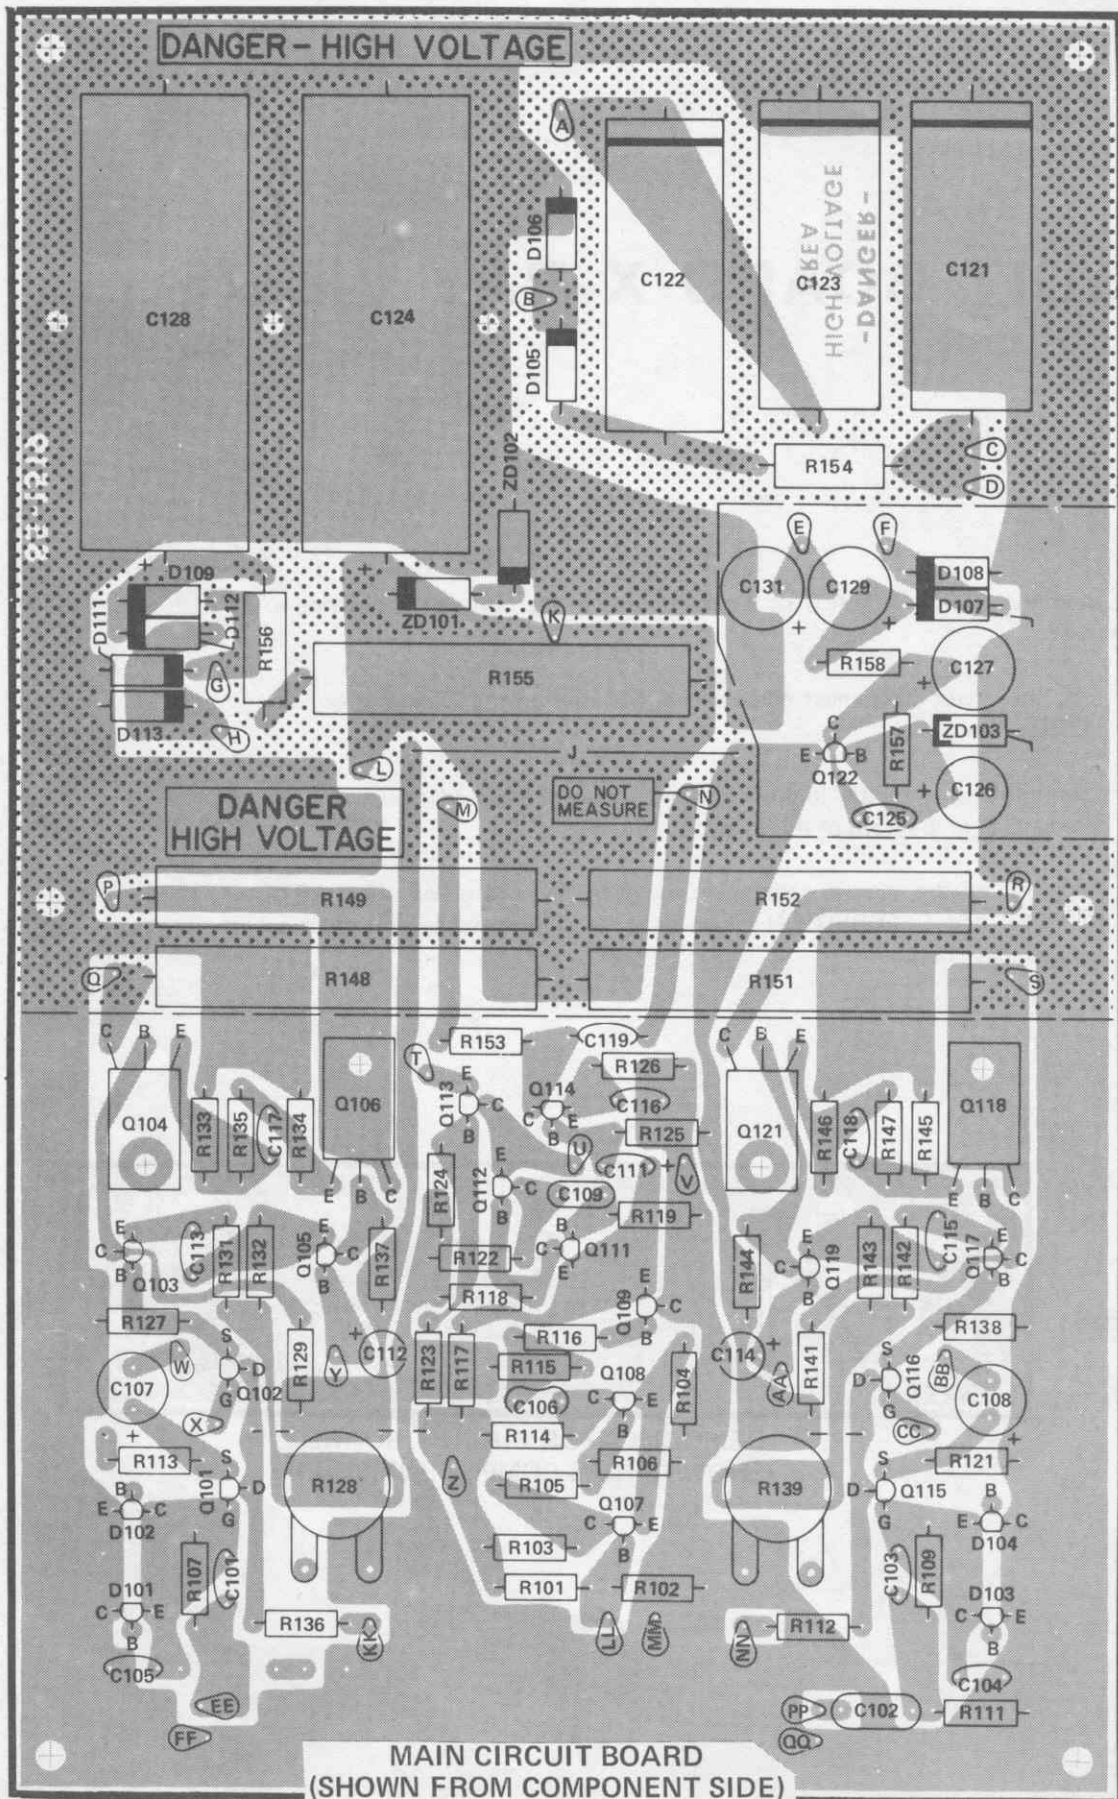 DANGER – HIGH VOLTAGE
A
D106
C122
HIGH VOLTAGE
AREA
-DANGER-
C123
C121
C128
C124
B
D105
ZD102
R154
C
D
E
F
+
D109
+
D108
D111
D112
ZD101
K
C131
C129
D107
R156
+
+
R158
C127
G
R155
+
D113
H
C
R157
ZD103
J
E
B
Q122
L
DO NOT
MEASURE
N
+
C126
DANGER
HIGH VOLTAGE
M
C125
P
R149
R152
R
Q
R148
R151
S
C B E
R153
C119
C B E
T
R126
Q104
R133
R135
C117
R134
Q106
Q113
E
C
B
Q114
C
E
B
C116
Q121
R146
C118
R147
R145
Q118
R125
U
E B C
R124
Q112
E
C
B
C111
+
V
E B C
C109
R119
E
C
B
Q103
C113
R131
R132
Q105
E
C
B
R137
R122
B
C
E
Q111
R144
E
C
B
Q119
R143
R142
C115
Q117
E
C
B
R118
Q109
E
C
B
R127
R129
+
C112
R123
R117
R116
C114
+
R141
R138
W
S
D
G
Q102
Y
R115
Q108
C
E
B
R104
AA
S
D
G
Q116
BB
C107
C106
C108
X
R114
CC
+
R113
S
D
G
Q101
R128
Z
R105
R106
R139
D
S
G
Q115
R121
+
B
E
C
D102
Q107
C
E
B
B
E
C
D104
R107
C101
R103
C103
R109
D101
C
E
B
R101
R102
D103
C
E
B
R136
KK
LL
MM
NN
R112
C105
C104
EE
FF
PP
C102
R111
QQ
MAIN CIRCUIT BOARD
(SHOWN FROM COMPONENT SIDE)